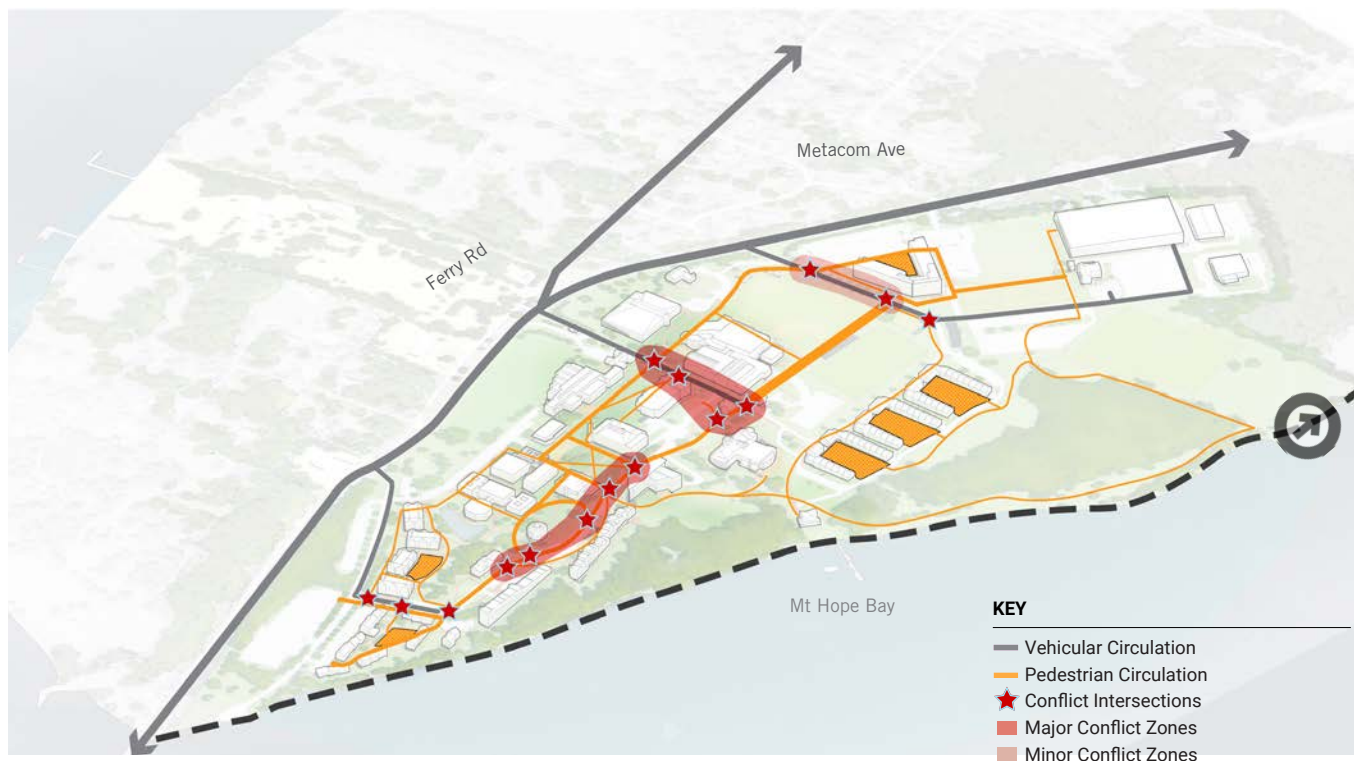 Metacom Ave
Ferry Rd
Mt Hope Bay
KEY
Vehicular Circulation
Pedestrian Circulation
Conflict Intersections
Major Conflict Zones
Minor Conflict Zones